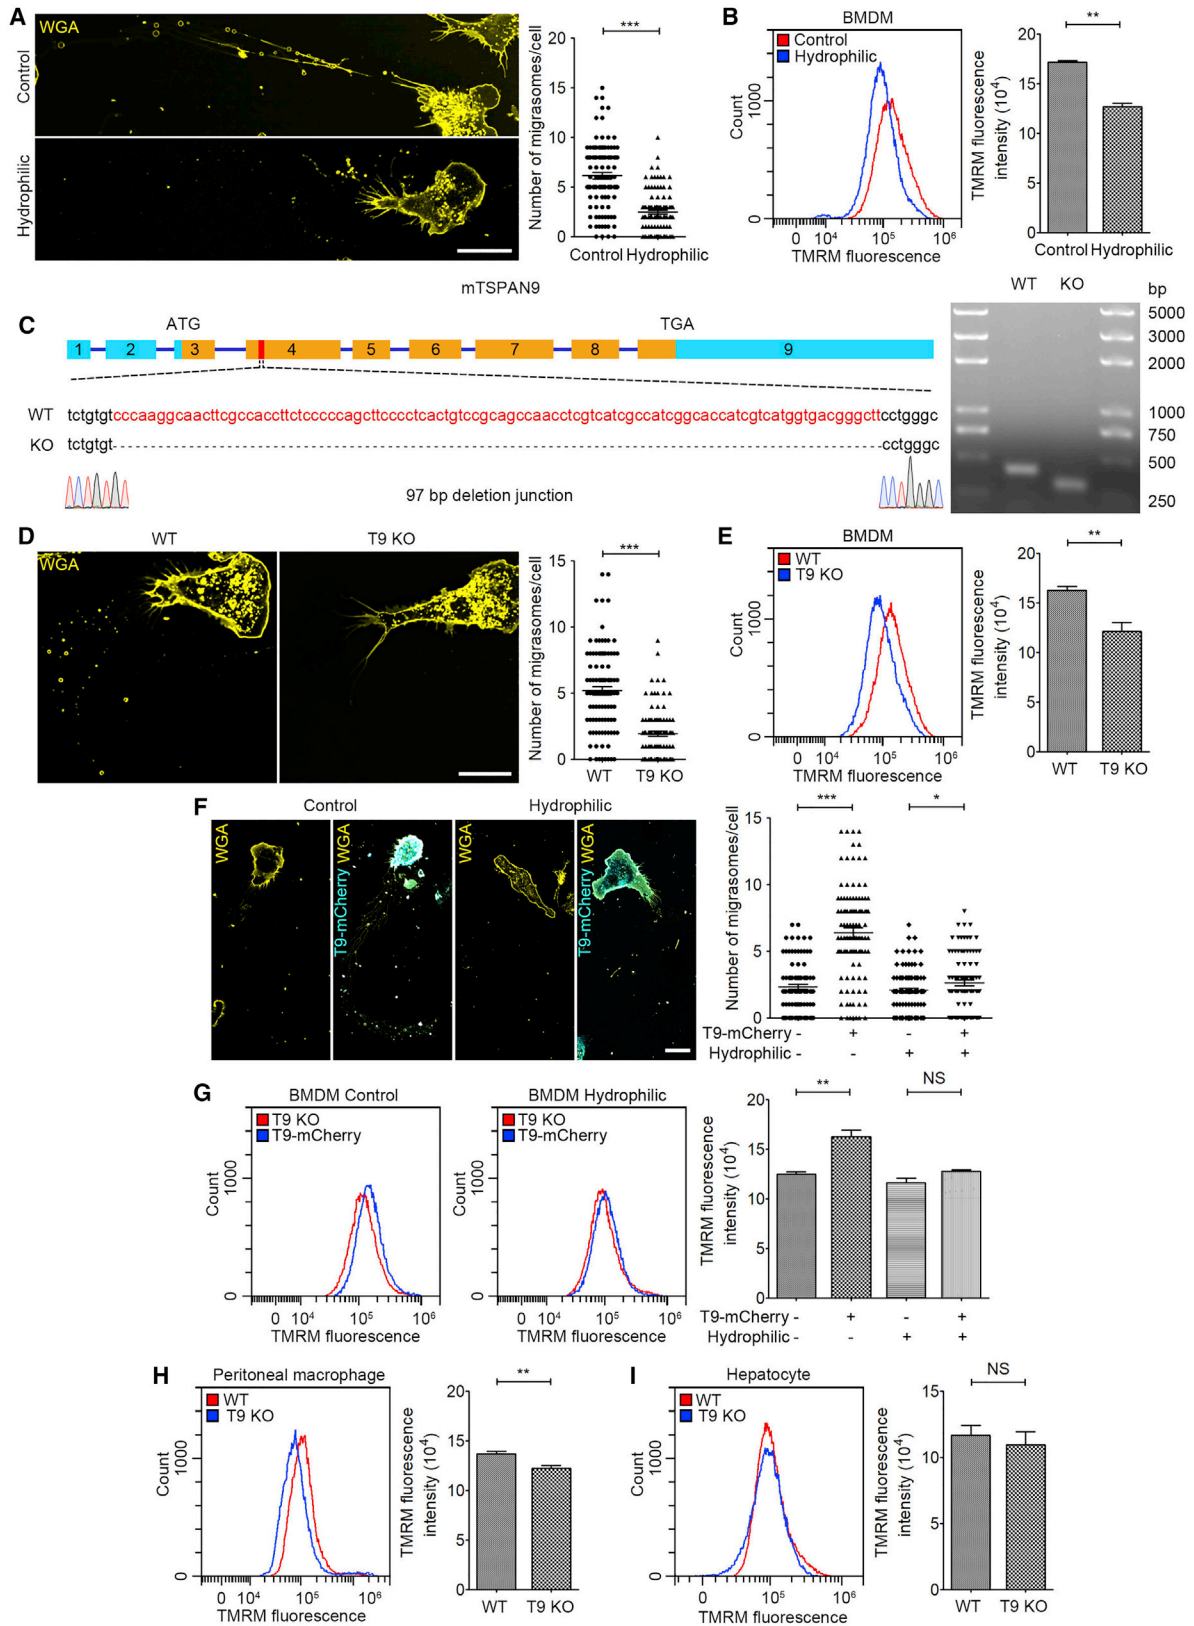 A
WGA
Control
Hydrophilic
Number of migrasomes/cell
20
15
10
5
0
***
Control Hydrophilic
B
BMDM
Control
Hydrophilic
Count
1000
0
0 10⁴ 10⁵ 10⁶
TMRM fluorescence
TMRM fluorescence
intensity (10⁴)
20
15
10
5
0
**
Control Hydrophilic
mTSPAN9
C
ATG TGA
1 2 3 4 5 6 7 8 9
WT tctgtgtcccaaggcaacttcgccaccttctcccccagcttcccctcactgtccgcagccaacctcgtcatcgccatcggcaccatcgtcatggtgacgggcttcctgggc
KO tctgtgt cctgggc
97 bp deletion junction
WT KO bp
5000
3000
2000
1000
750
500
250
D
WT T9 KO
WGA
Number of migrasomes/cell
15
10
5
0
***
WT T9 KO
E
BMDM
WT
T9 KO
Count
1000
0
0 10⁴ 10⁵ 10⁶
TMRM fluorescence
TMRM fluorescence
intensity (10⁴)
20
15
10
5
0
**
WT T9 KO
F
Control Hydrophilic
WGA
T9-mCherry WGA
WGA
T9-mCherry WGA
Number of migrasomes/cell
15
10
5
0
*** *
T9-mCherry - + - +
Hydrophilic - - + +
G
BMDM Control
T9 KO
T9-mCherry
Count
1000
0
0 10⁴ 10⁵ 10⁶
TMRM fluorescence
BMDM Hydrophilic
T9 KO
T9-mCherry
Count
1000
0
0 10⁴ 10⁵ 10⁶
TMRM fluorescence
TMRM fluorescence
intensity (10⁴)
20
15
10
5
0
** NS
T9-mCherry - + - +
Hydrophilic - - + +
H
Peritoneal macrophage
WT
T9 KO
Count
1000
0
0 10⁴ 10⁵ 10⁶
TMRM fluorescence
TMRM fluorescence
intensity (10⁴)
20
15
10
5
0
**
WT T9 KO
I
Hepatocyte
WT
T9 KO
Count
1000
0
0 10⁵ 10⁶
TMRM fluorescence
TMRM fluorescence
intensity (10⁴)
15
10
5
0
NS
WT T9 KO